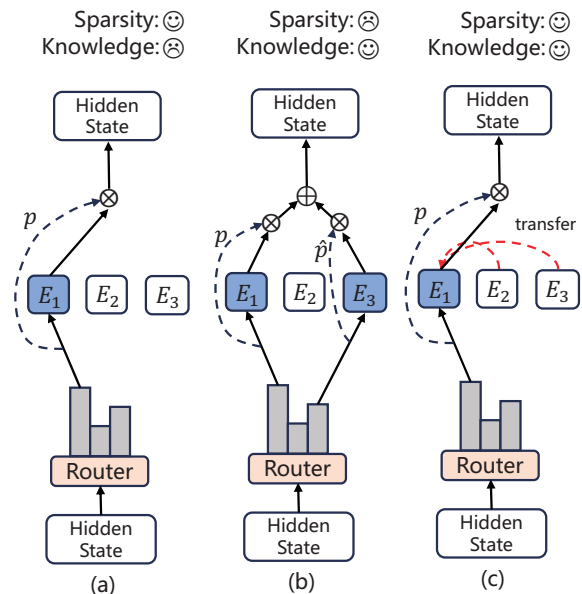 Sparsity:☺
Knowledge:☹
Hidden
State
⊗
p
E₁
E₂
E₃
Router
Hidden
State
(a)
Sparsity:☹
Knowledge:☺
Hidden
State
⊕
⊗
⊗
p
p̂
E₁
E₂
E₃
Router
Hidden
State
(b)
Sparsity:☺
Knowledge:☺
Hidden
State
⊗
p
transfer
E₁
E₂
E₃
Router
Hidden
State
(c)